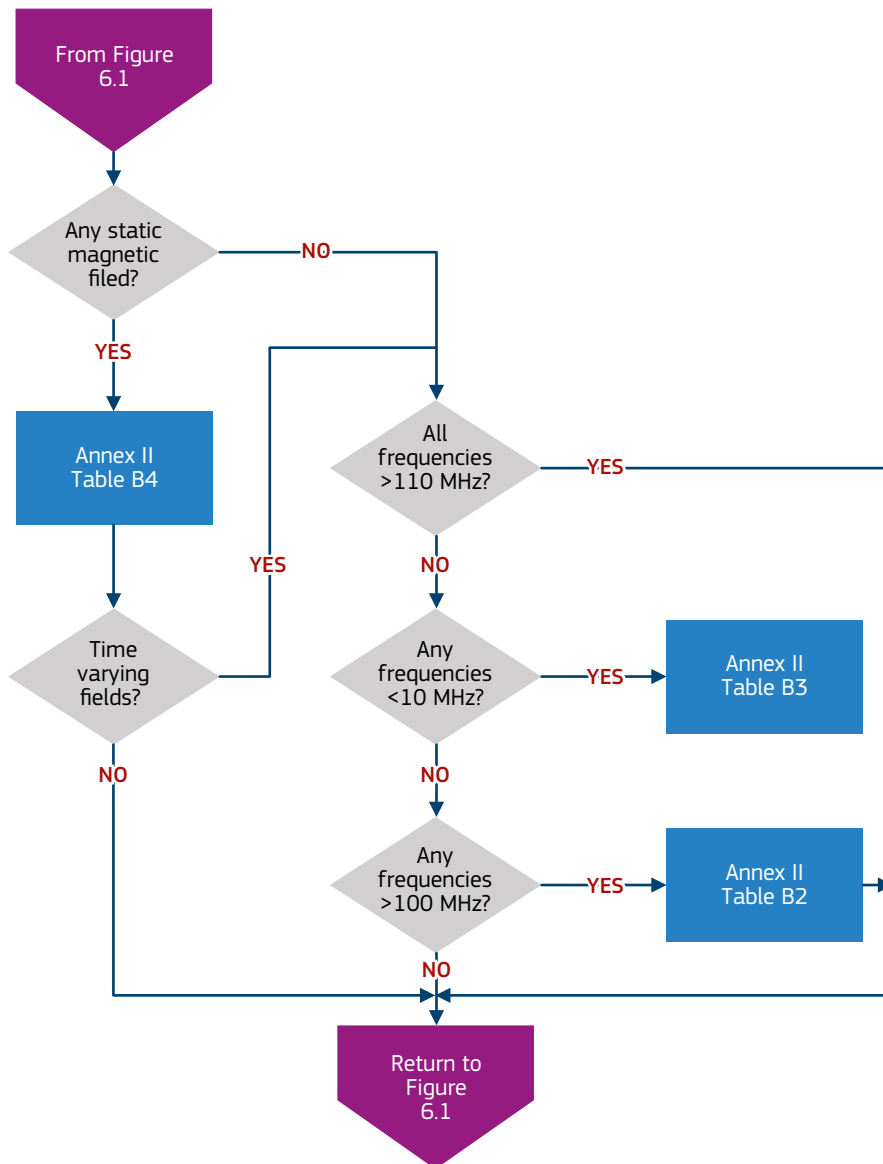 From Figure
6.1
Any static
magnetic
filed?
NO
YES
Annex II
Table B4
All
frequencies
>110 MHz?
YES
YES
NO
Time
varying
fields?
Any
frequencies
<10 MHz?
YES
Annex II
Table B3
NO
NO
Any
frequencies
>100 MHz?
YES
Annex II
Table B2
NO
Return to
Figure
6.1